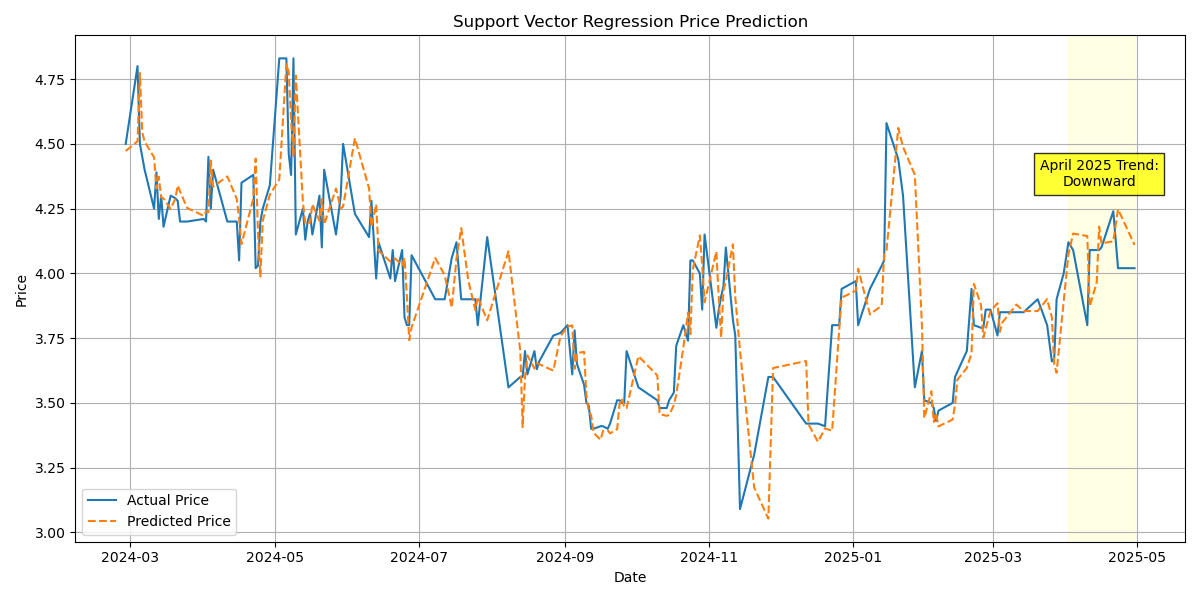 Support Vector Regression Price Prediction
4.75
4.50
4.25
4.00
3.75
3.50
3.25
3.00
Price
April 2025 Trend:
Downward
Actual Price
Predicted Price
2024-03
2024-05
2024-07
2024-09
2024-11
2025-01
2025-03
2025-05
Date